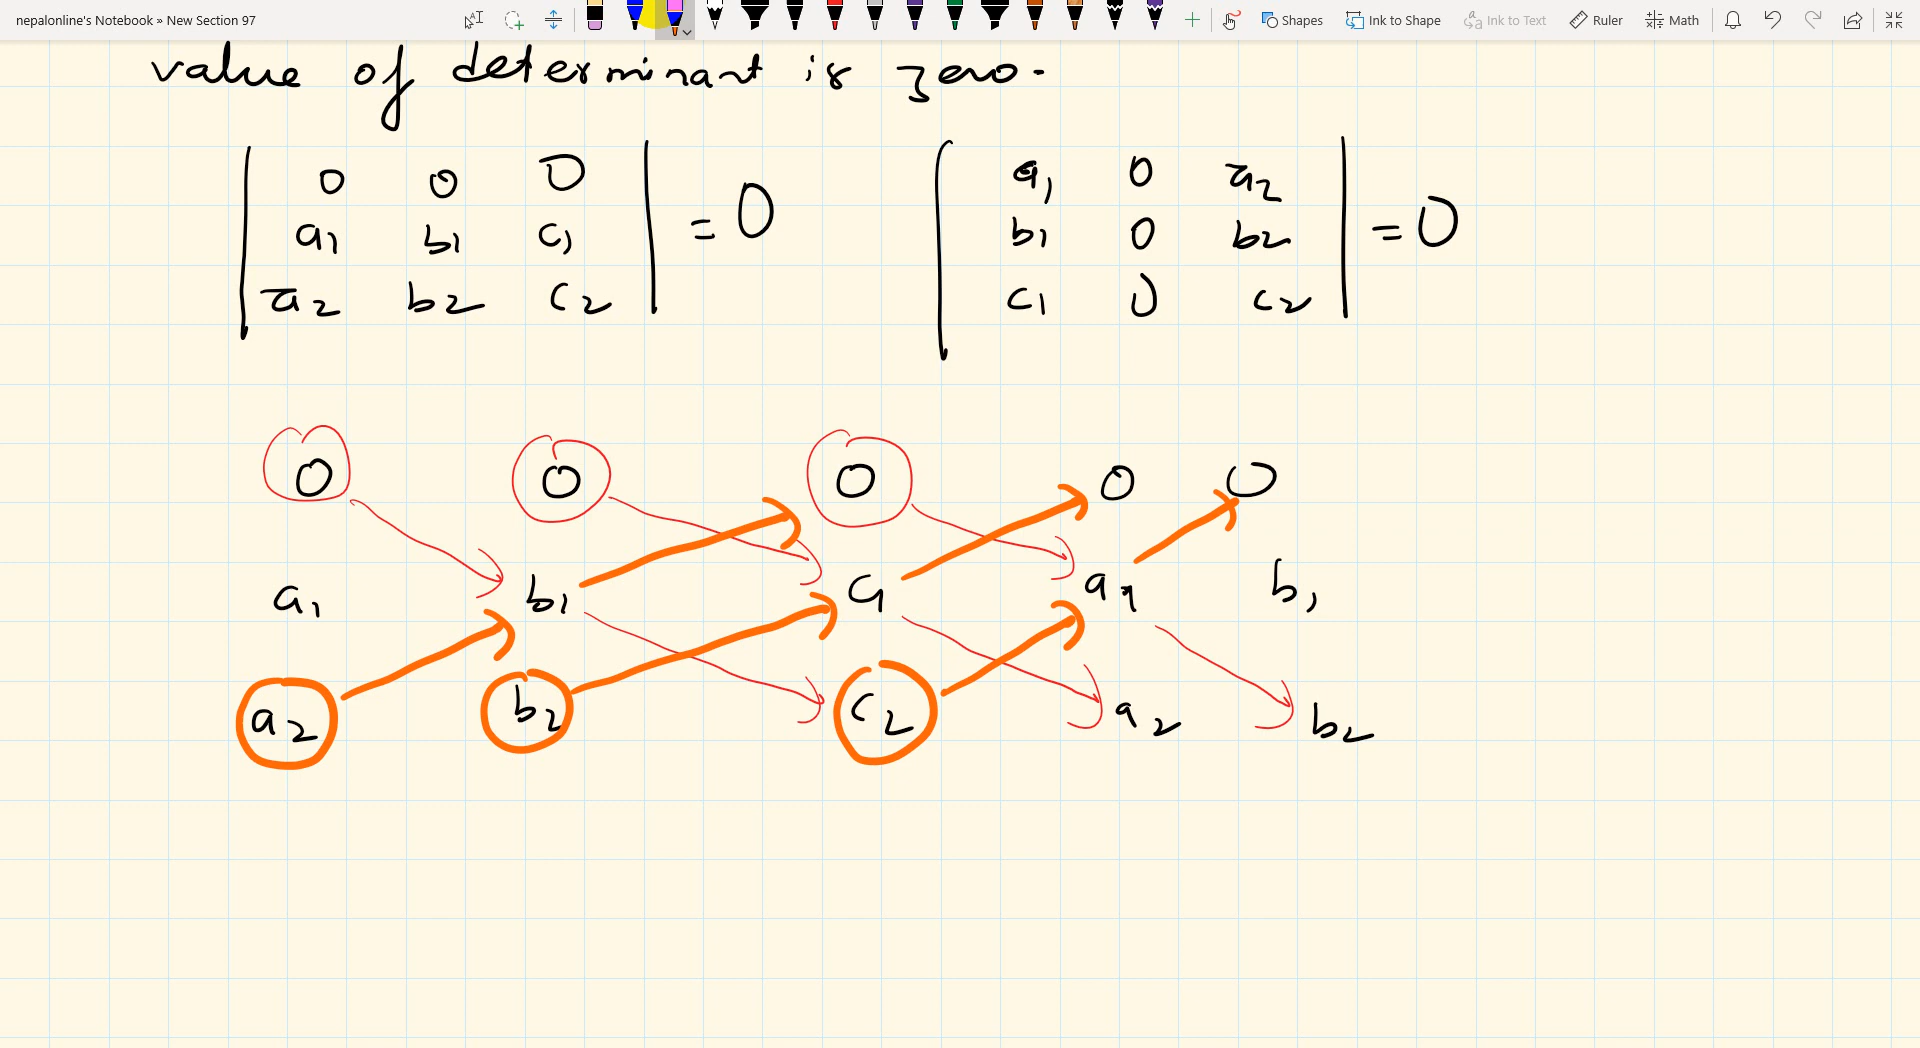 nepalonline's Notebook » New Section 97
Shapes Ink to Shape Ink to Text Ruler Math
value of determinant is zero.
0 0 0 = 0 a1 0 a2 = 0
a1 b1 c1 b1 0 b2
a2 b2 c2 c1 0 c2
0 0 0 0 0
a1 b1 c1 a1 b1
a2 b2 c2 a2 b2